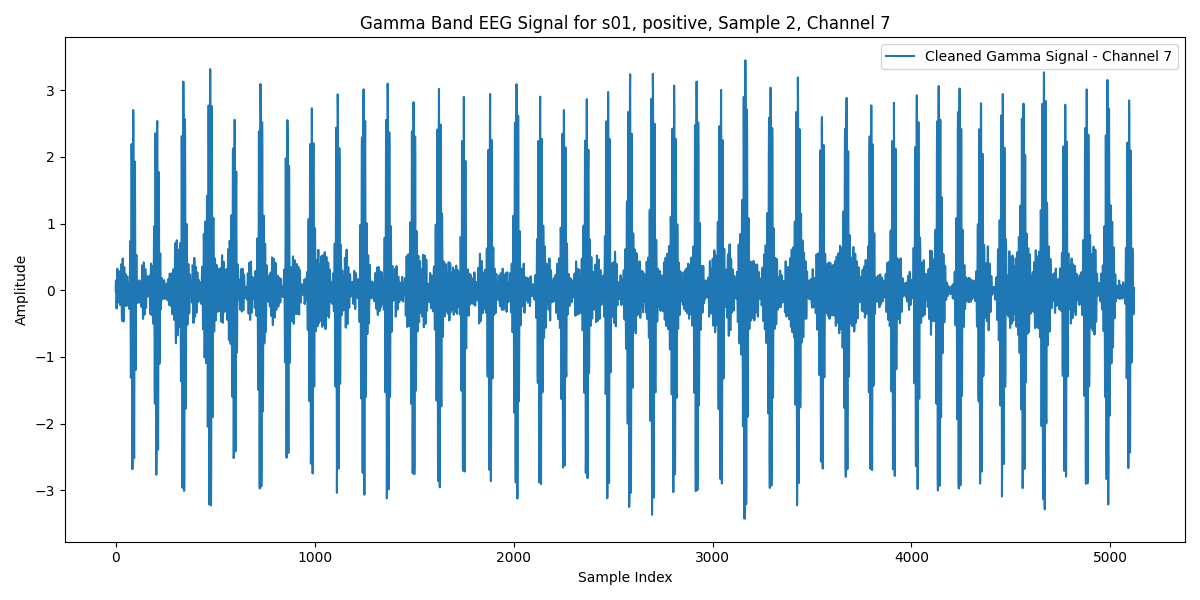 Gamma Band EEG Signal for s01, positive, Sample 2, Channel 7
Cleaned Gamma Signal - Channel 7
3
2
1
0
−1
−2
−3
Amplitude
0 1000 2000 3000 4000 5000
Sample Index